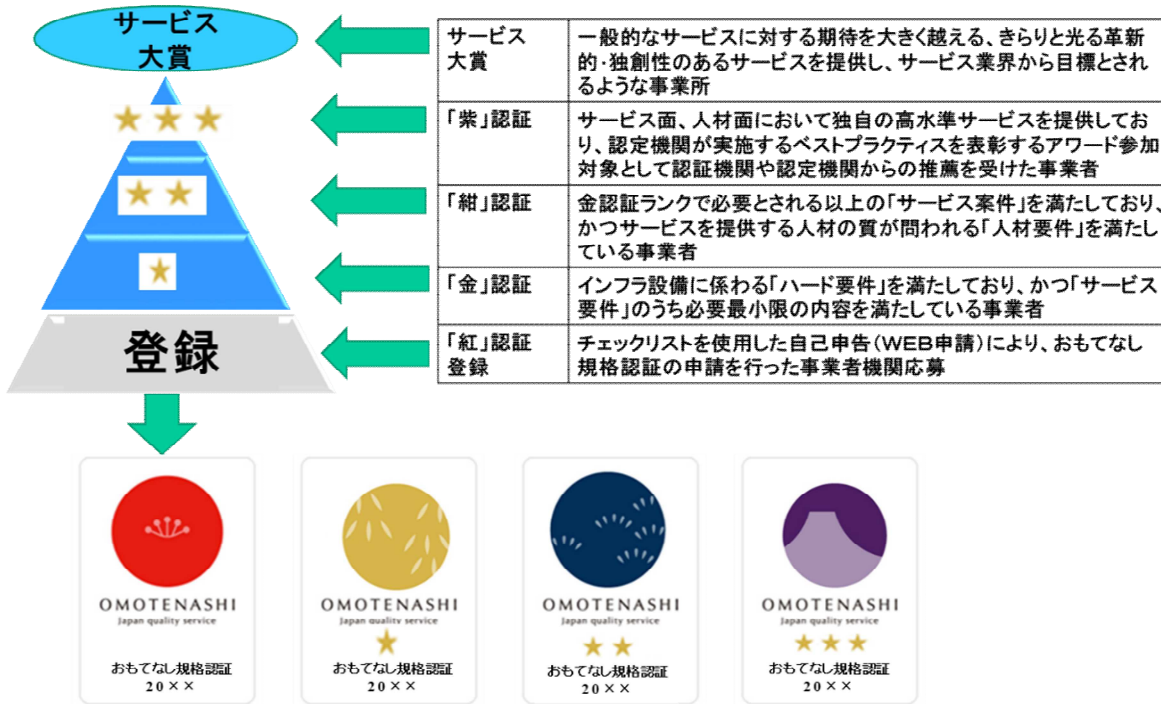 サービス
大賞
登録
サービス
大賞
一般的なサービスに対する期待を大きく越える、きらりと光る革新
的・独創性のあるサービスを提供し、サービス業界から目標とされ
るような事業所
「紫」認証
サービス面、人材面において独自の高水準サービスを提供してお
り、認定機関が実施するベストプラクティスを表彰するアワード参加
対象として認証機関や認定機関からの推薦を受けた事業者
「紺」認証
金認証ランクで必要とされる以上の「サービス案件」を満たしており、
かつサービスを提供する人材の質が問われる「人材要件」を満たし
ている事業者
「金」認証
インフラ設備に係わる「ハード要件」を満たしており、かつ「サービス
要件」のうち必要最小限の内容を満たしている事業者
「紅」認証
登録
チェックリストを使用した自己申告(WEB申請)により、おもてなし
規格認証の申請を行った事業者機関応募
OMOTENASHI
Japan quality service
おもてなし規格認証
20××
OMOTENASHI
Japan quality service
おもてなし規格認証
20××
OMOTENASHI
Japan quality service
おもてなし規格認証
20××
OMOTENASHI
Japan quality service
おもてなし規格認証
20××